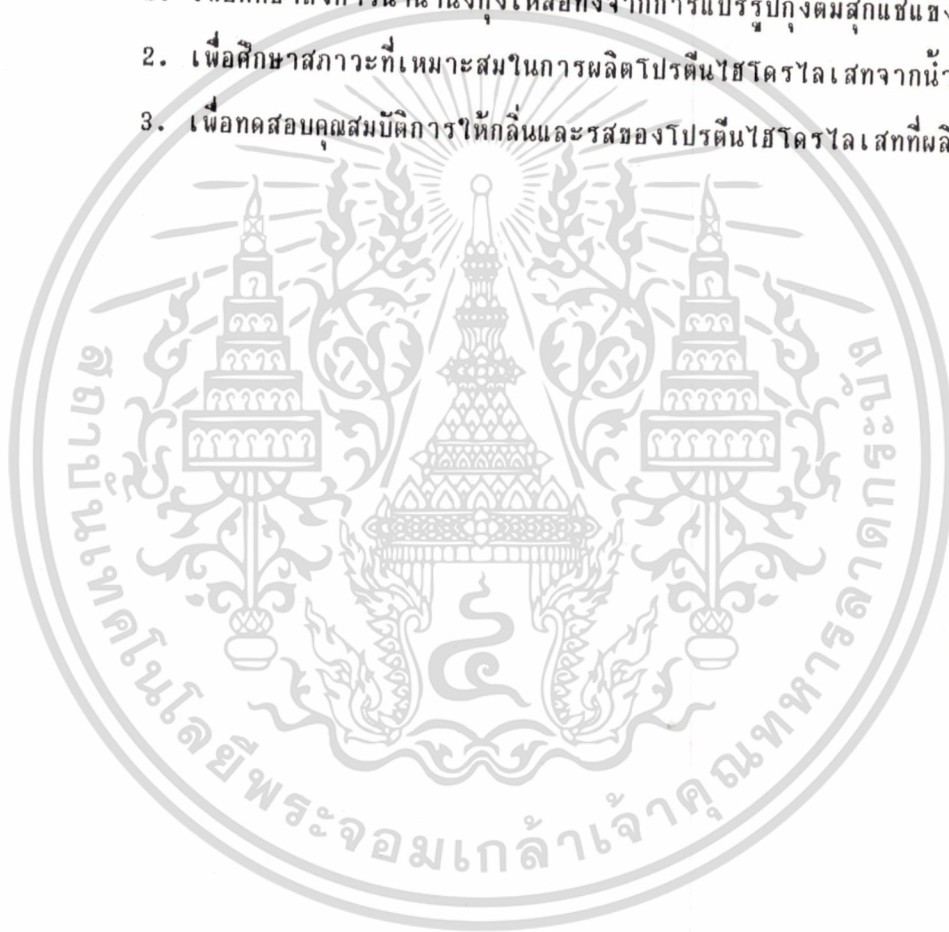 2. เพื่อศึกษาสภาวะที่เหมาะสมในการผลิตโปรตีนไฮโดรไลเสทจากน้ำ
3. เพื่อทดสอบคุณสมบัติการให้กลิ่นและรสของโปรตีนไฮโดรไลเสทที่ผลิ
สถาบันเทคโนโลยีพระจอมเกล้าเจ้าคุณทหารลาดกระบัง